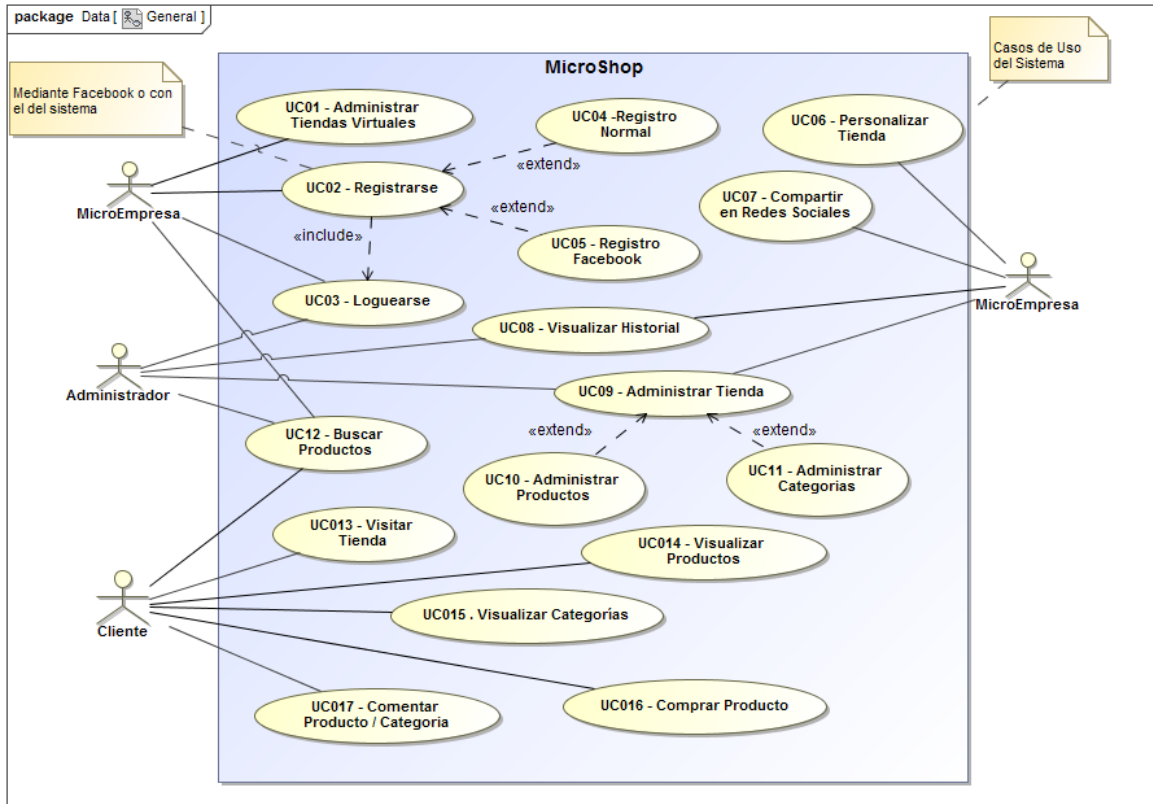 package Data [ General ]
Casos de Uso
del Sistema
MicroShop
Mediante Facebook o con
el del sistema
UC01 - Administrar
Tiendas Virtuales
UC04 -Registro
Normal
UC06 - Personalizar
Tienda
«extend»
UC02 - Registrarse
MicroEmpresa
UC07 - Compartir
en Redes Sociales
«extend»
«include»
UC05 - Registro
Facebook
UC03 - Loguearse
MicroEmpresa
UC08 - Visualizar Historial
Administrador
UC09 - Administrar Tienda
«extend»
«extend»
UC12 - Buscar
Productos
UC10 - Administrar
Productos
UC11 - Administrar
Categorias
UC013 - Visitar
Tienda
UC014 - Visualizar
Productos
UC015 . Visualizar Categorías
Cliente
UC017 - Comentar
Producto / Categoria
UC016 - Comprar Producto